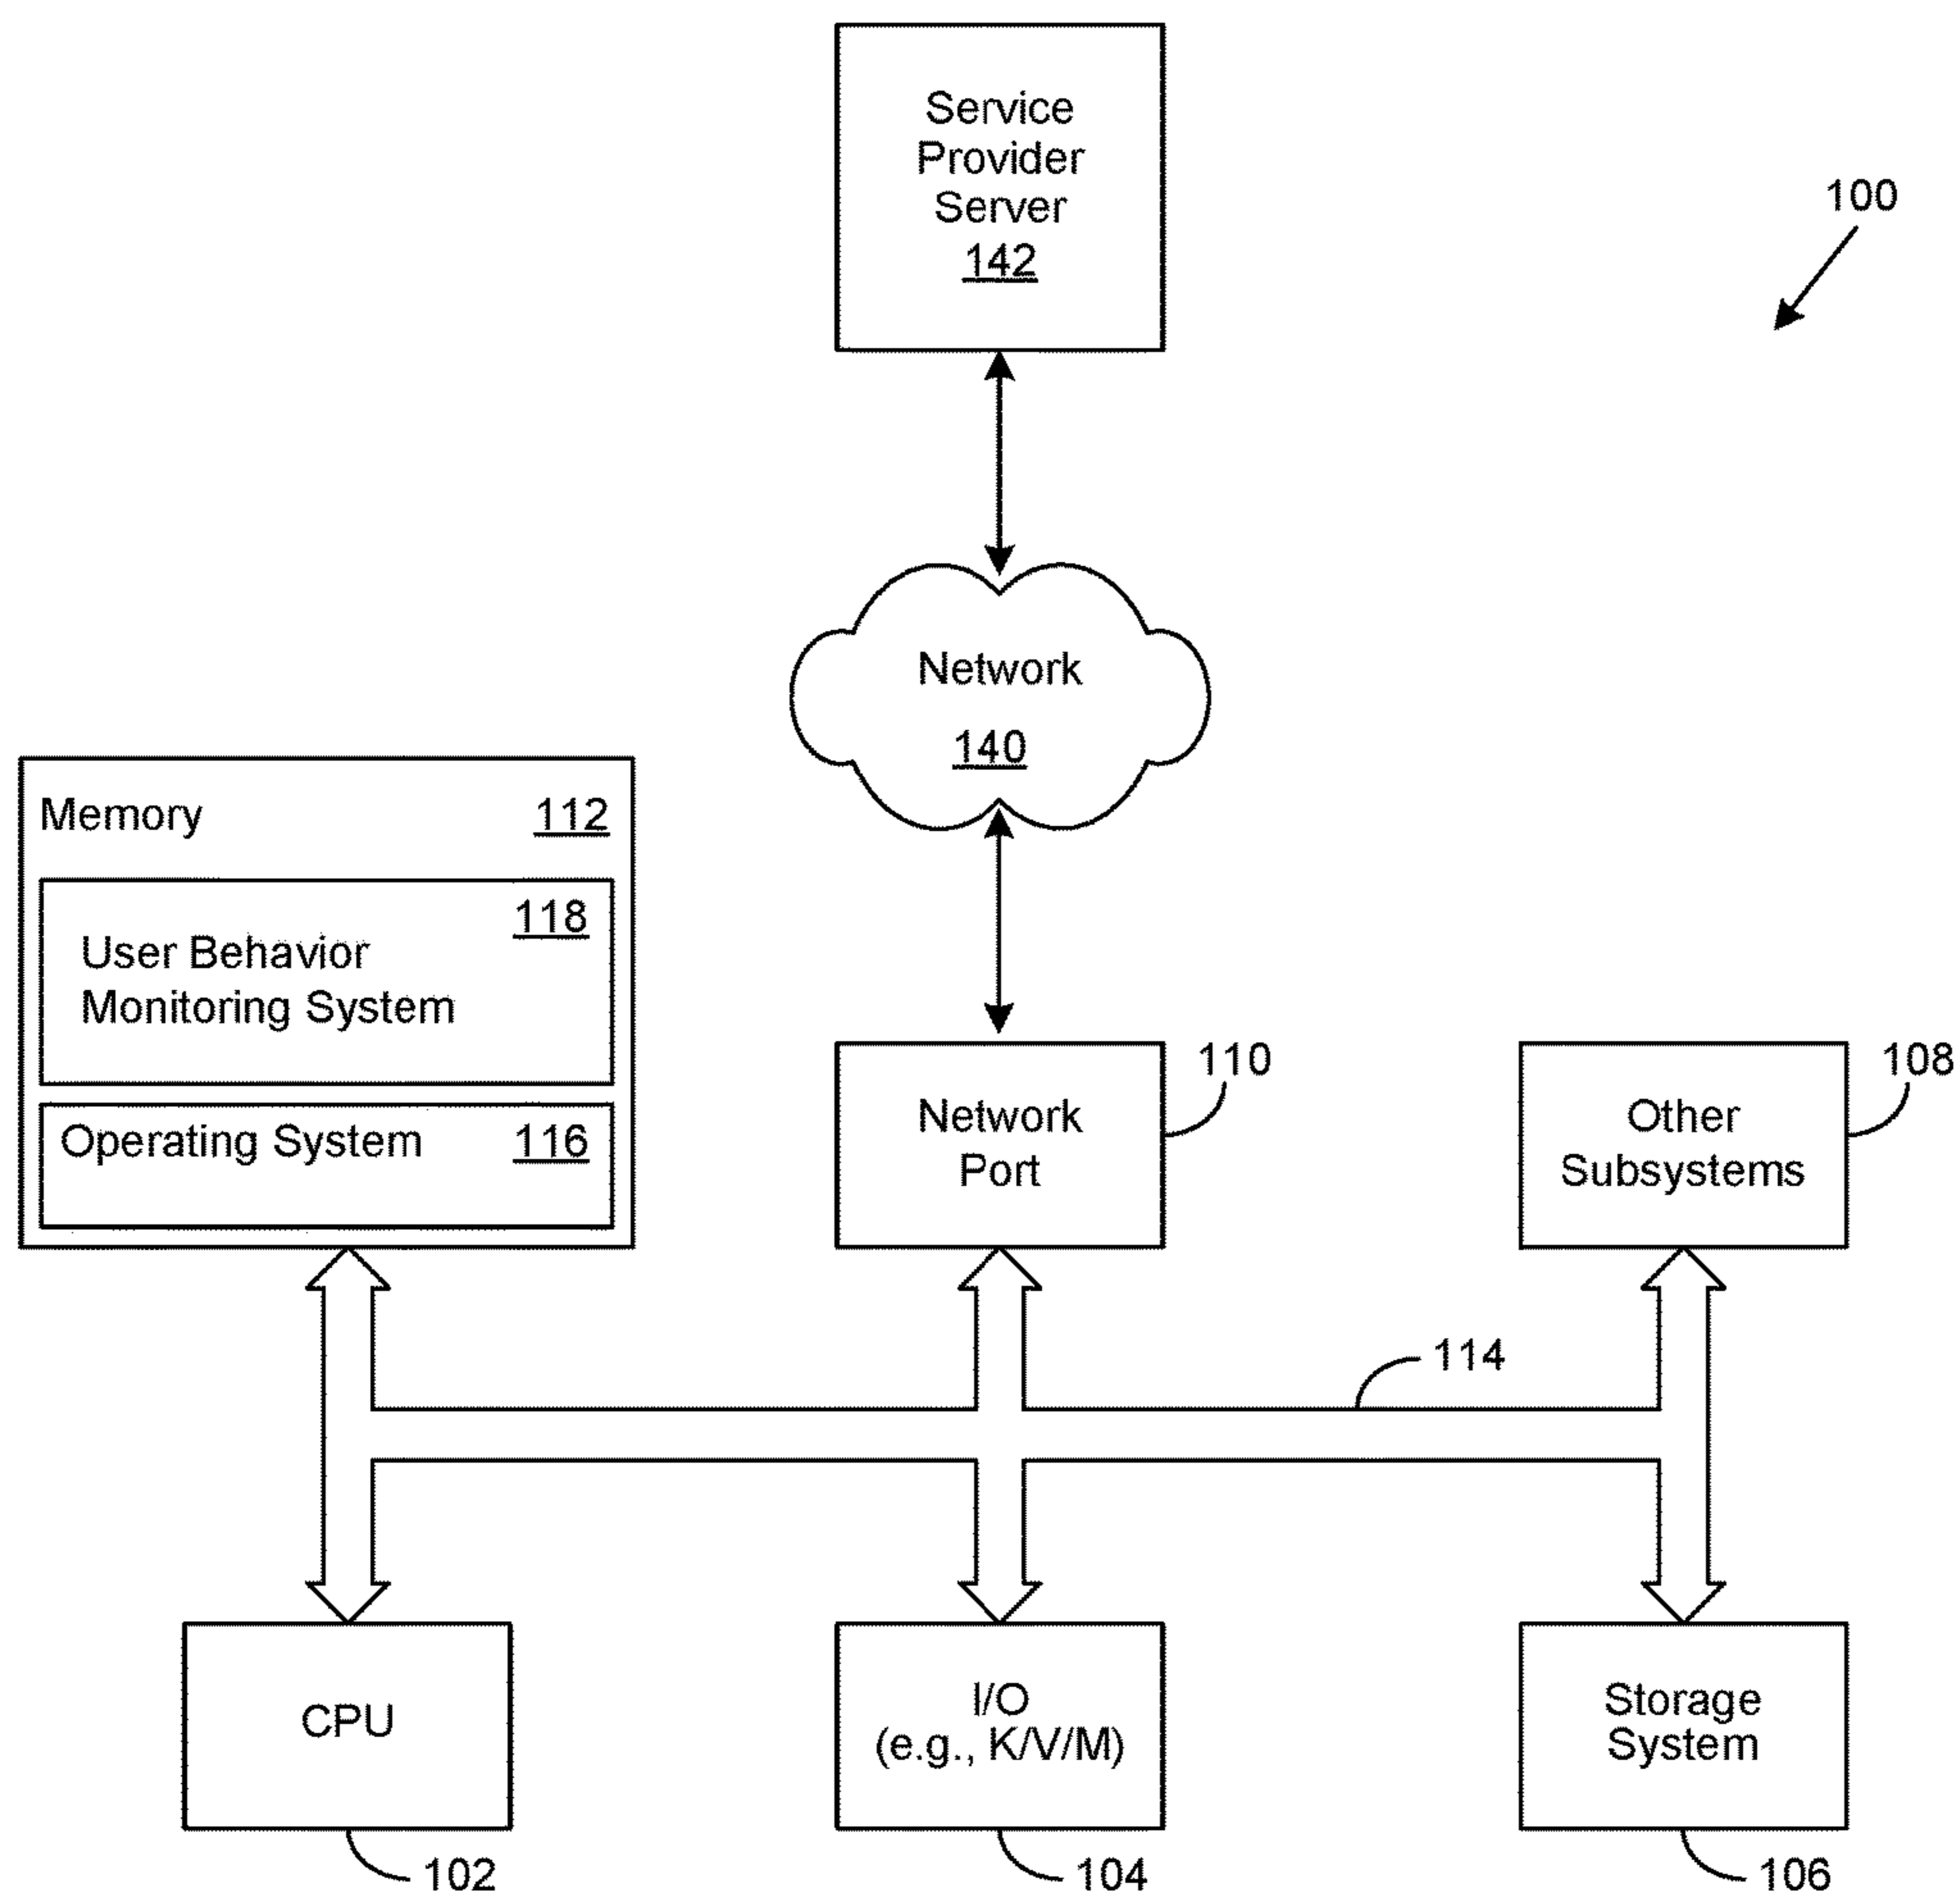 Service
Provider
Server
142
100
Network
140
Memory 112
118
User Behavior
Monitoring System
Operating System 116
Network
Port
110
Other
Subsystems
108
114
CPU
102
I/O
(e.g., K/V/M)
104
Storage
System
106